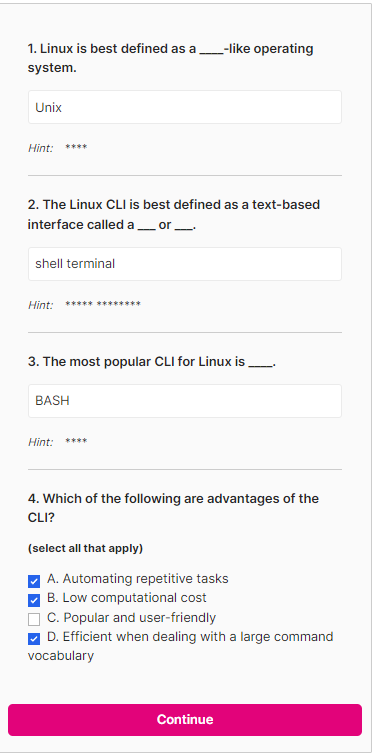 1. Linux is best defined as a ____-like operating
system.
Unix
Hint: ****
2. The Linux CLI is best defined as a text-based
interface called a ___ or ___.
shell terminal
Hint: ***** ********
3. The most popular CLI for Linux is ____.
BASH
Hint: ****
4. Which of the following are advantages of the
CLI?
(select all that apply)
A. Automating repetitive tasks
B. Low computational cost
C. Popular and user-friendly
D. Efficient when dealing with a large command
vocabulary
Continue